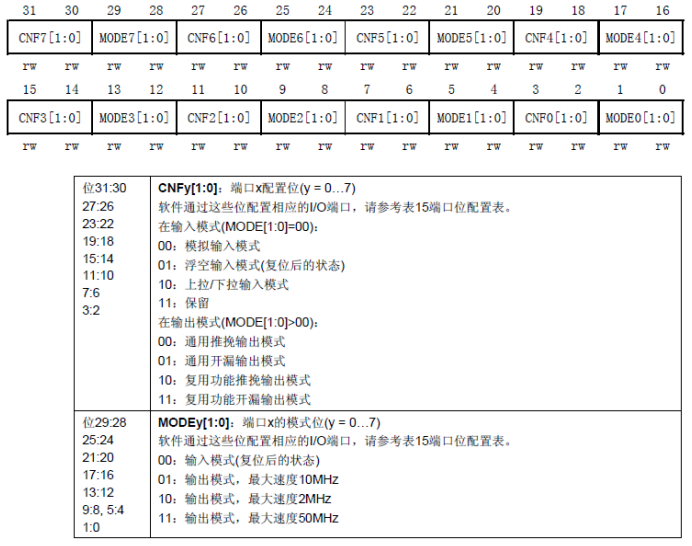 31 30 29 28 27 26 25 24 23 22 21 20 19 18 17 16
CNF7[1:0] MODE7[1:0] CNF6[1:0] MODE6[1:0] CNF5[1:0] MODE5[1:0] CNF4[1:0] MODE4[1:0]
rw rw rw rw rw rw rw rw rw rw rw rw rw rw rw rw
15 14 13 12 11 10 9 8 7 6 5 4 3 2 1 0
CNF3[1:0] MODE3[1:0] CNF2[1:0] MODE2[1:0] CNF1[1:0] MODE1[1:0] CNF0[1:0] MODE0[1:0]
rw rw rw rw rw rw rw rw rw rw rw rw rw rw rw rw
位31:30
27:26
23:22
19:18
15:14
11:10
7:6
3:2
CNFy[1:0]：端口x配置位(y = 0…7)
软件通过这些位配置相应的I/O端口，请参考表15端口位配置表。
在输入模式(MODE[1:0]=00)：
00：模拟输入模式
01：浮空输入模式(复位后的状态)
10：上拉/下拉输入模式
11：保留
在输出模式(MODE[1:0]>00)：
00：通用推挽输出模式
01：通用开漏输出模式
10：复用功能推挽输出模式
11：复用功能开漏输出模式
位29:28
25:24
21:20
17:16
13:12
9:8, 5:4
1:0
MODEy[1:0]：端口x的模式位(y = 0…7)
软件通过这些位配置相应的I/O端口，请参考表15端口位配置表。
00：输入模式(复位后的状态)
01：输出模式，最大速度10MHz
10：输出模式，最大速度2MHz
11：输出模式，最大速度50MHz